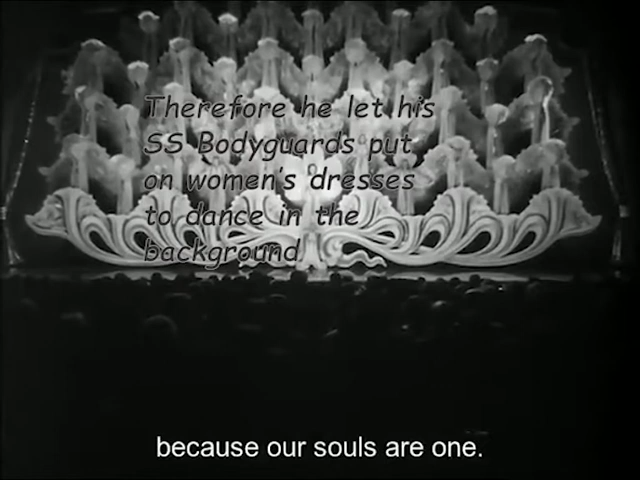 Therefore he let his
SS Bodyguards put
on women's dresses
to dance in the
background
because our souls are one.